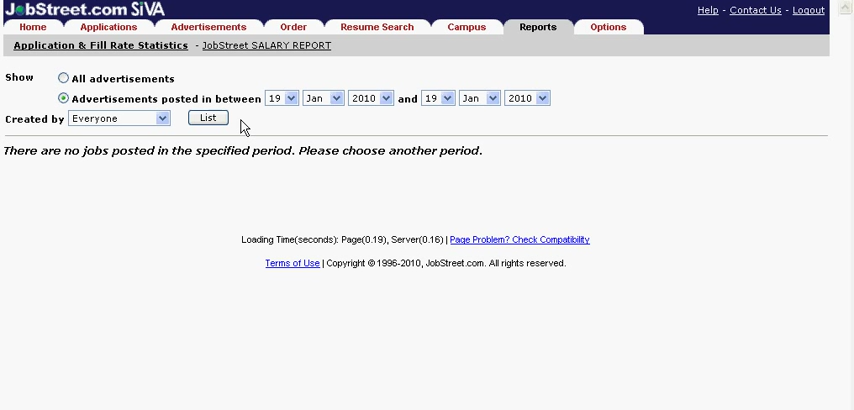 JobStreet.com SiVA
Help - Contact Us - Logout
Home Applications Advertisements Order Resume Search Campus Reports Options
Application & Fill Rate Statistics - JobStreet SALARY REPORT
Show All advertisements
Advertisements posted in between 19 Jan 2010 and 19 Jan 2010
Created by Everyone List
There are no jobs posted in the specified period. Please choose another period.
Loading Time(seconds): Page(0.19), Server(0.16) | Page Problem? Check Compatibility
Terms of Use | Copyright © 1996-2010, JobStreet.com. All rights reserved.